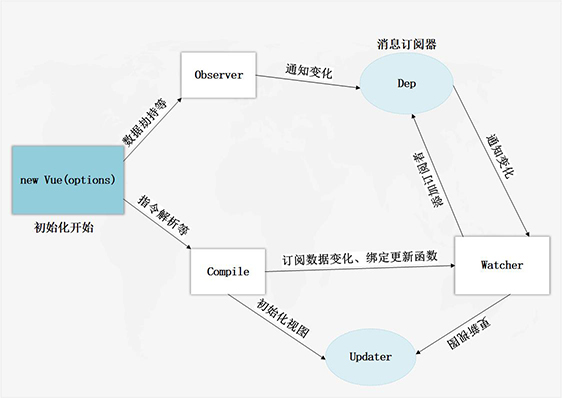 消息订阅器
Observer
通知变化
Dep
数据劫持等
通知变化
new Vue(options)
添加订阅者
初始化开始
指令解析等
Compile
订阅数据变化、绑定更新函数
Watcher
初始化视图
更新视图
Updater